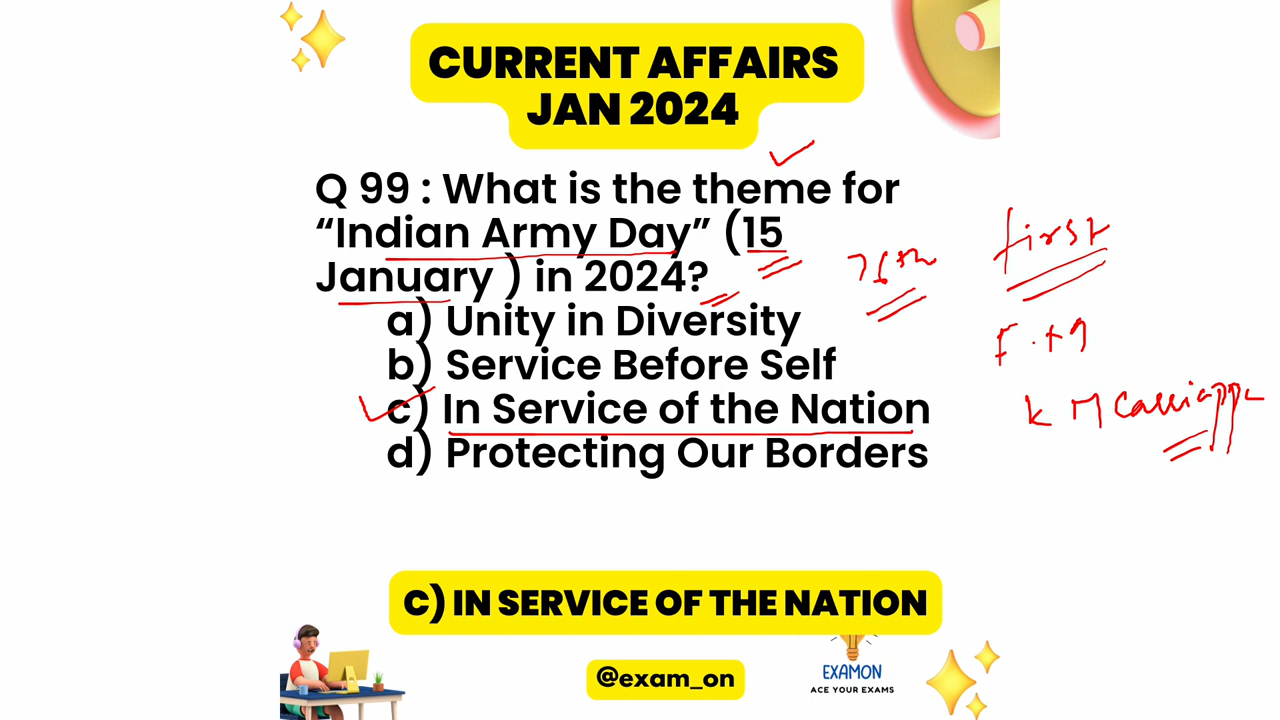 CURRENT AFFAIRS
JAN 2024
Q 99 : What is the theme for
“Indian Army Day” (15
January ) in 2024?
a) Unity in Diversity
b) Service Before Self
c) In Service of the Nation
d) Protecting Our Borders
76th
first
K M Carriappa
C) IN SERVICE OF THE NATION
@exam_on
EXAMON
ACE YOUR EXAMS